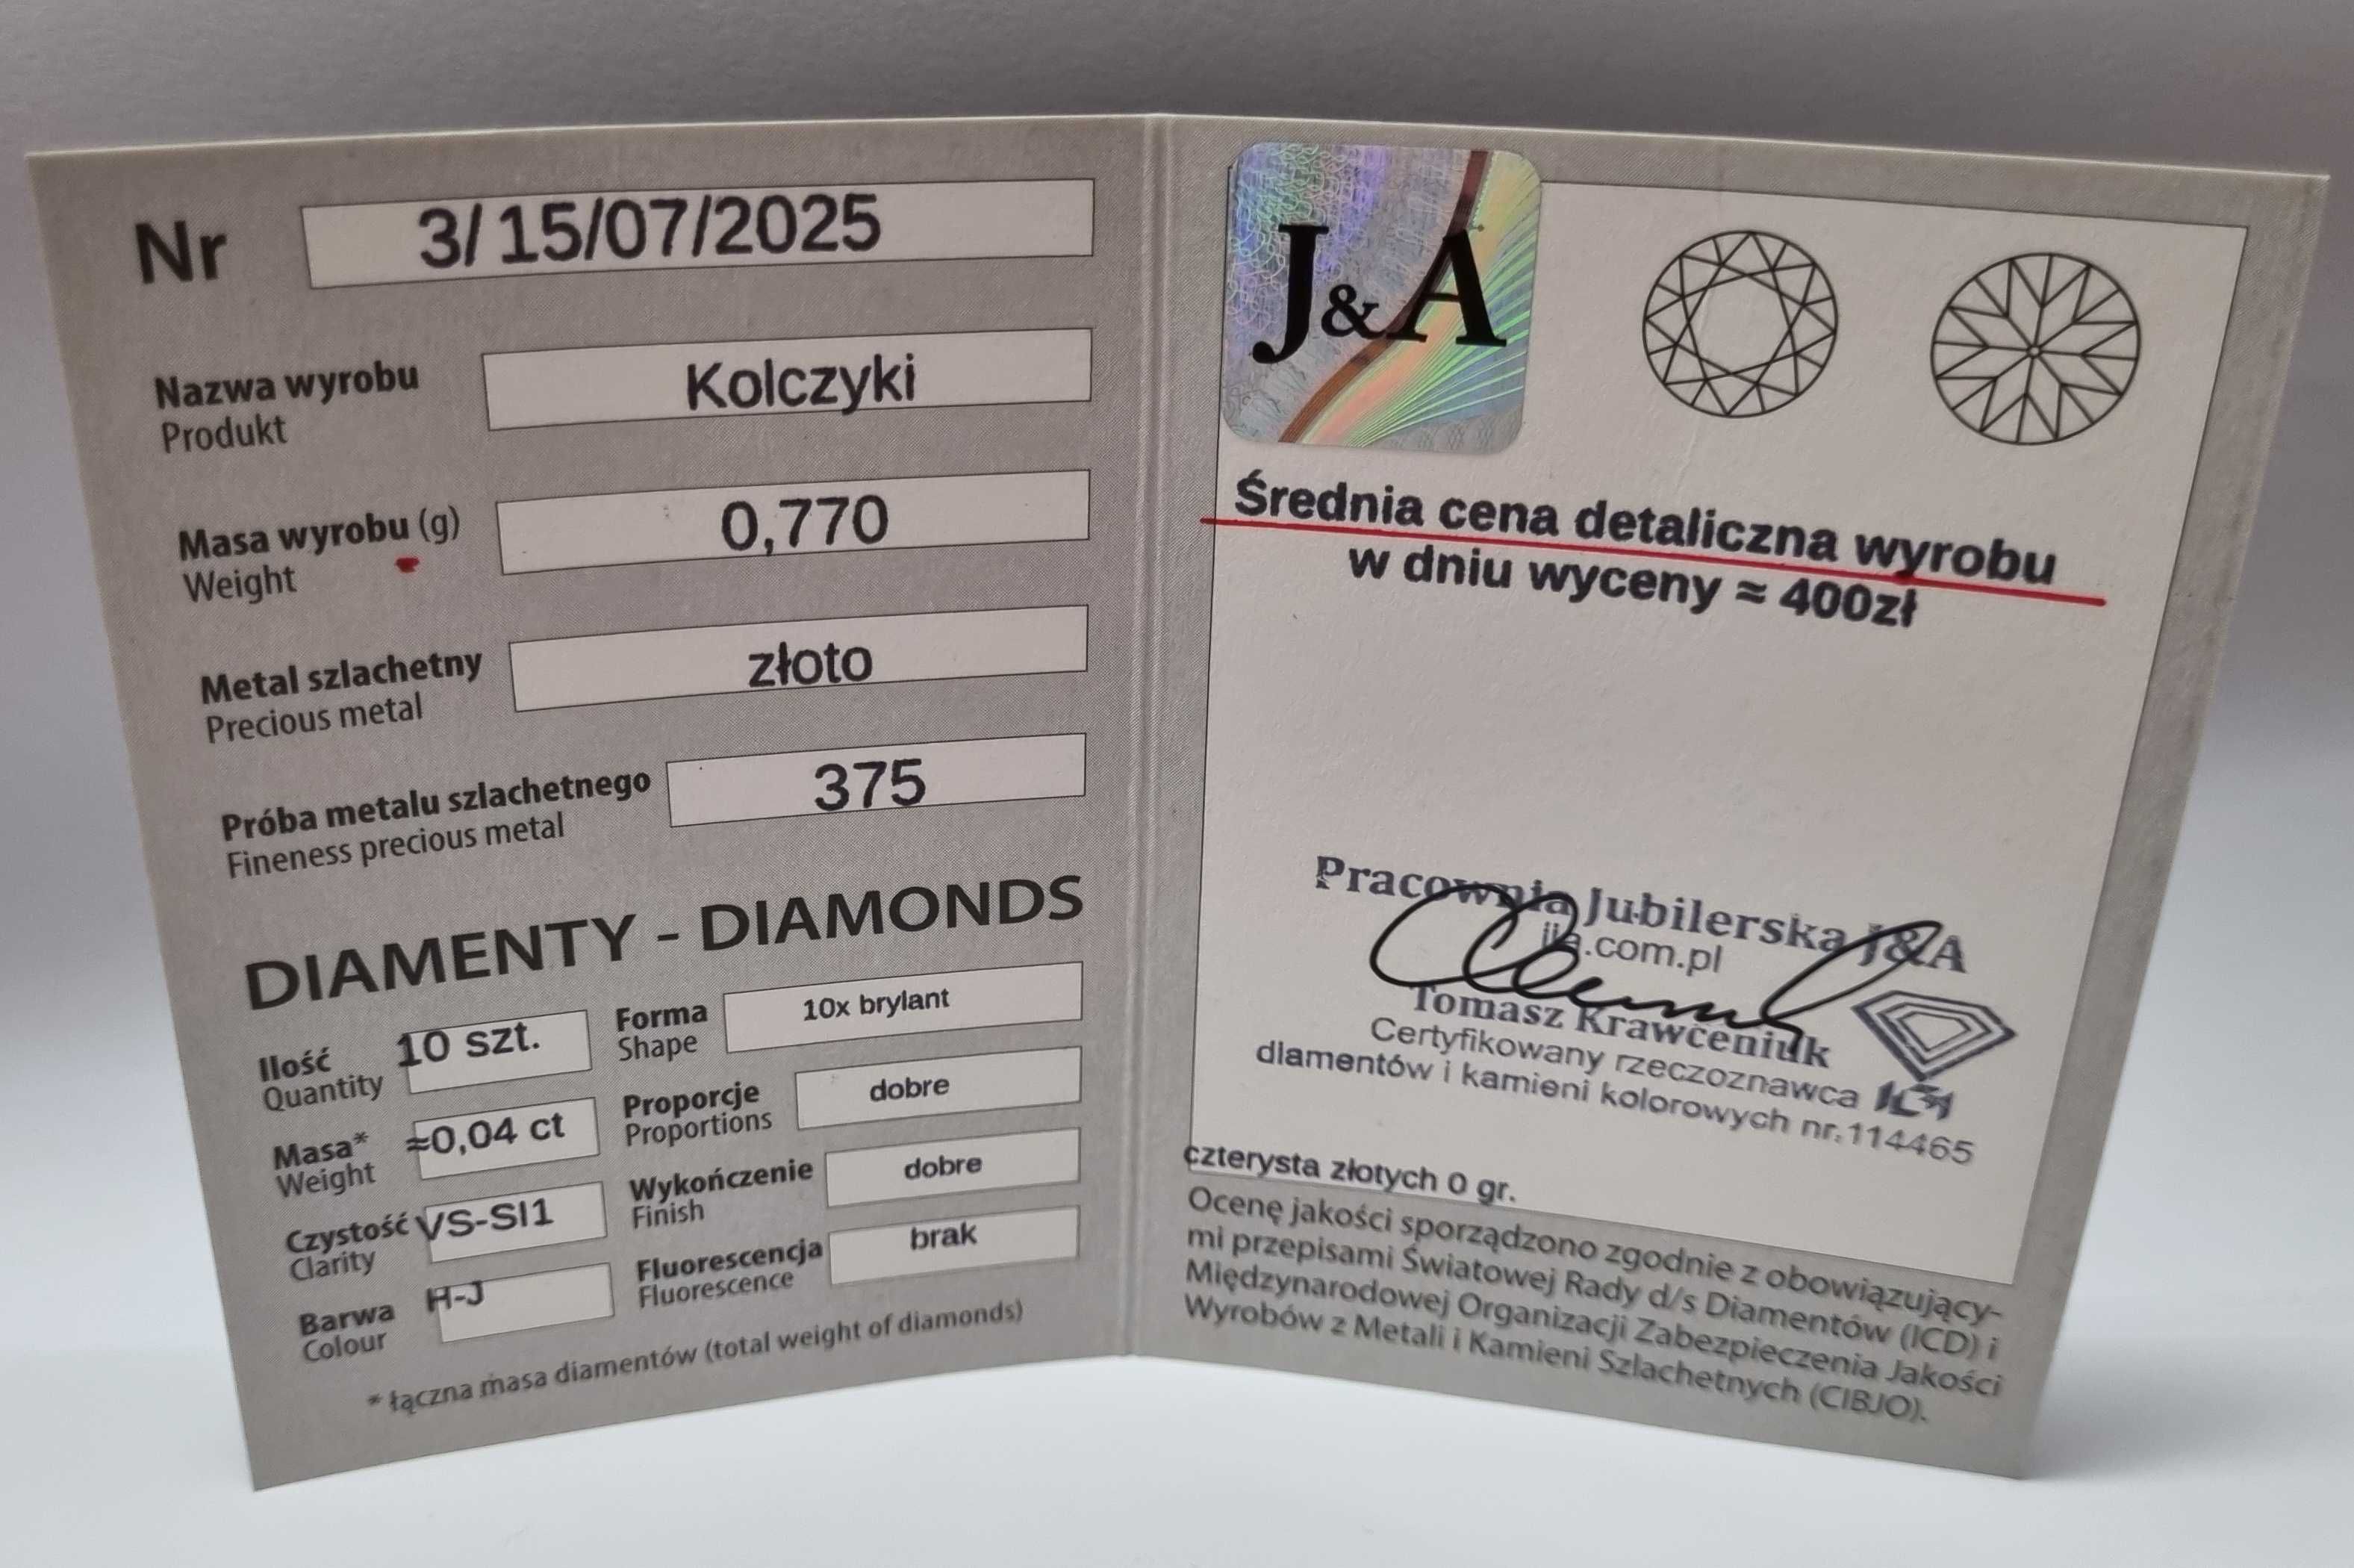 Nr 3/15/07/2025
Nazwa wyrobu Kolczyki
Produkt
Masa wyrobu (g) 0,770
Weight
Metal szlachetny złoto
Precious metal
Próba metalu szlachetnego 375
Fineness precious metal
DIAMENTY - DIAMONDS
Ilość 10 szt.
Quantity
Masa* ≈0,04 ct
Weight
Czystość VS-SI1
Clarity
Barwa H-J
Colour
Forma 10x brylant
Shape
Proporcje dobre
Proportions
Wykończenie dobre
Finish
Fluorescencja brak
Fluorescence
* łączna masa diamentów (total weight of diamonds)
J&A
Średnia cena detaliczna wyrobu
w dniu wyceny ≈ 400zł
Pracownia Jubilerska J&A
.com.pl
Tomasz Krawceniuk
Certyfikowany rzeczoznawca
diamentów i kamieni kolorowych nr.114465
czterysta złotych 0 gr.
Ocenę jakości sporządzono zgodnie z obowiązujący-
mi przepisami Światowej Rady d/s Diamentów (ICD) i
Międzynarodowej Organizacji Zabezpieczenia Jakości
Wyrobów z Metali i Kamieni Szlachetnych (CIBJO).